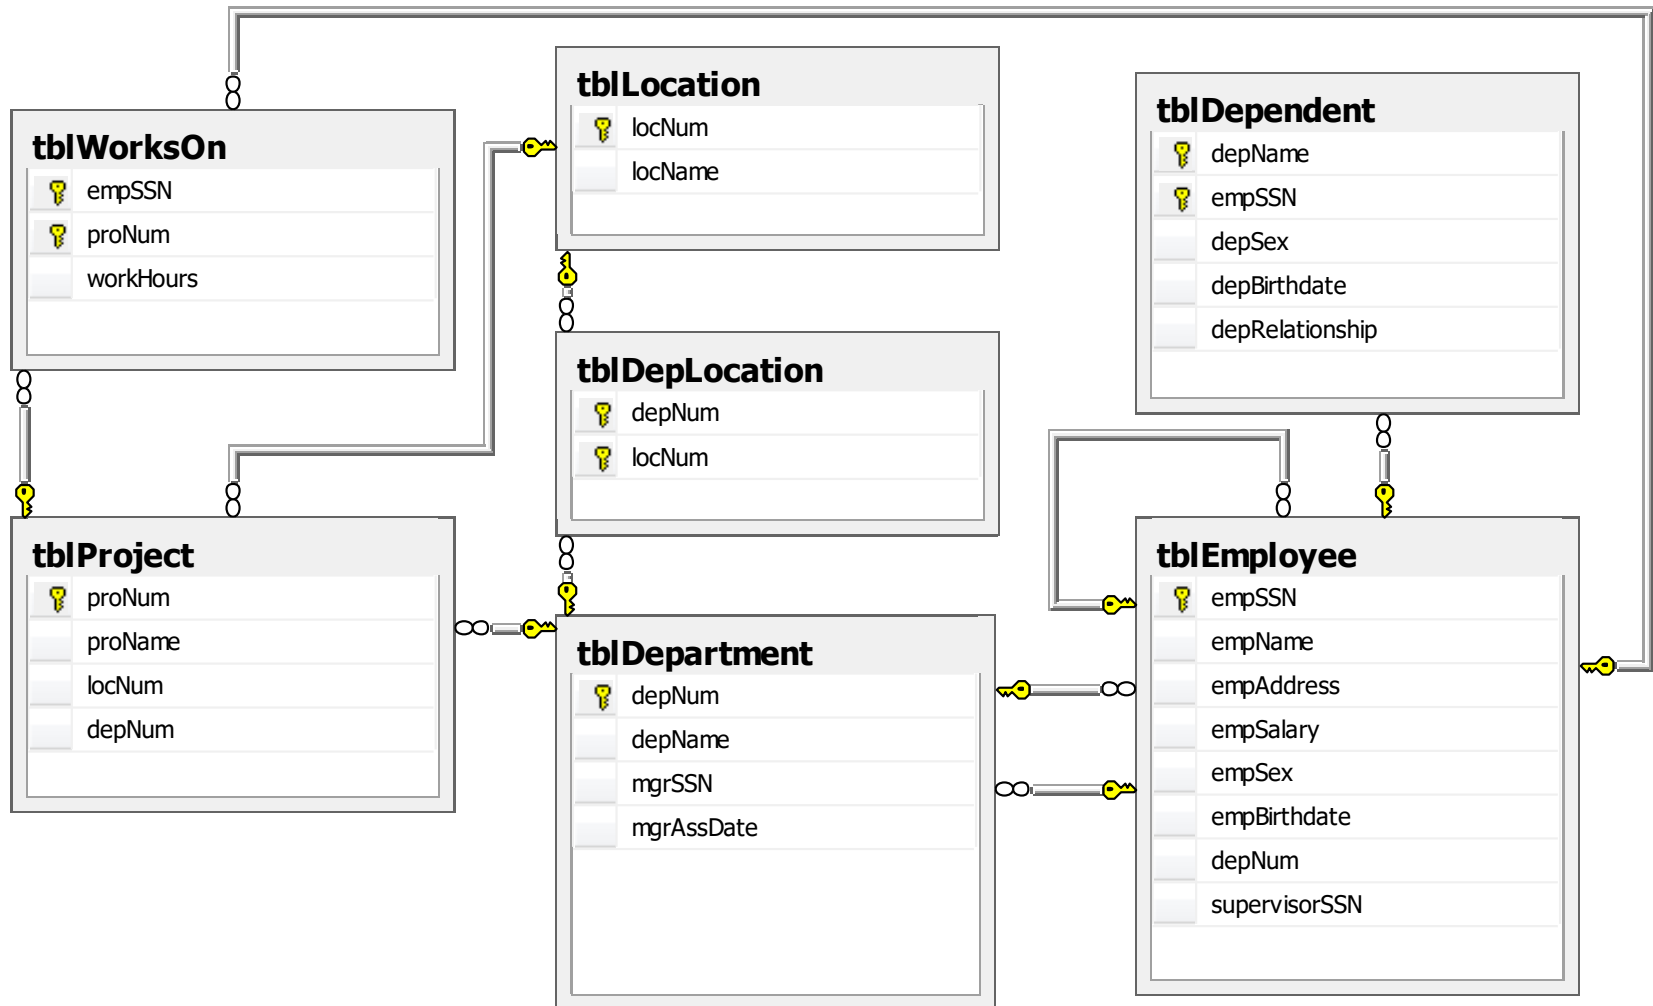 tblWorksOn
empSSN
proNum
workHours
tblLocation
locNum
locName
tblDependent
depName
empSSN
depSex
depBirthdate
depRelationship
tblDepLocation
depNum
locNum
tblProject
proNum
proName
locNum
depNum
tblDepartment
depNum
depName
mgrSSN
mgrAssDate
tblEmployee
empSSN
empName
empAddress
empSalary
empSex
empBirthdate
depNum
supervisorSSN